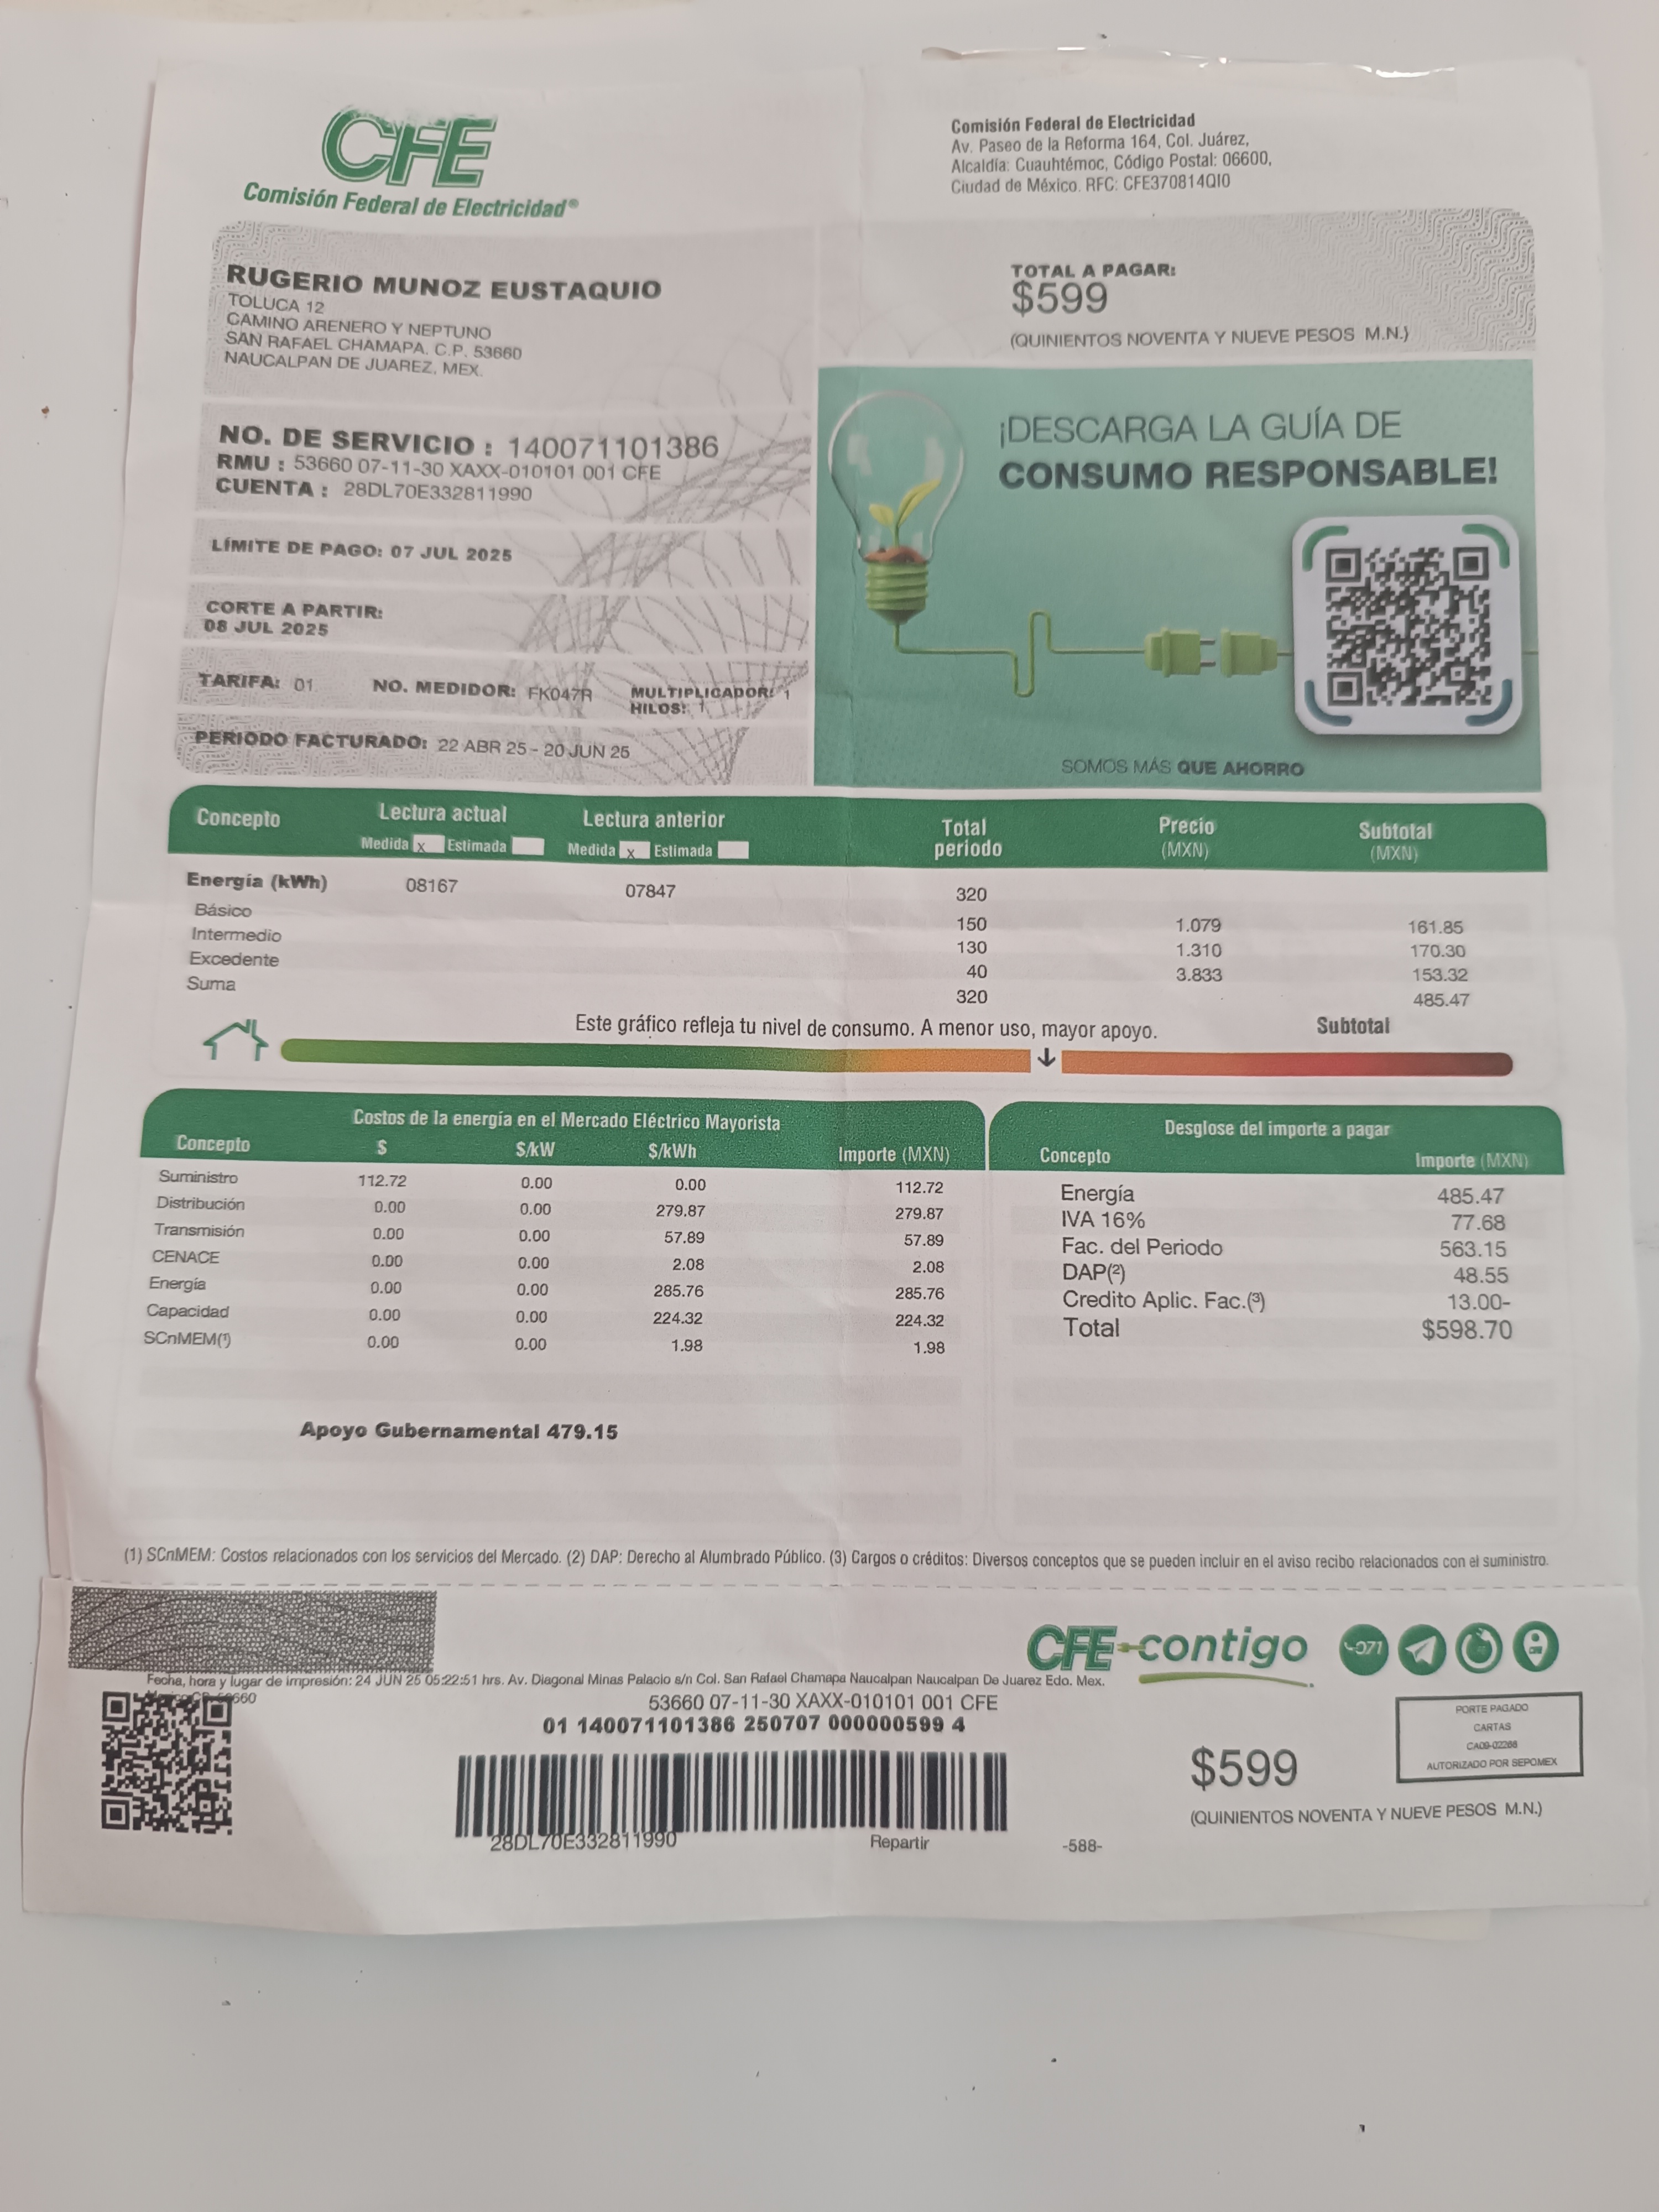 CFE
Comisión Federal de Electricidad®
Comisión Federal de Electricidad
Av. Paseo de la Reforma 164, Col. Juárez,
Alcaldía: Cuauhtémoc, Código Postal: 06600,
Ciudad de México. RFC: CFE370814QI0
RUGERIO MUNOZ EUSTAQUIO
TOLUCA 12
CAMINO ARENERO Y NEPTUNO
SAN RAFAEL CHAMAPA, C.P. 53660
NAUCALPAN DE JUAREZ, MEX.
TOTAL A PAGAR:
$599
(QUINIENTOS NOVENTA Y NUEVE PESOS M.N.)
NO. DE SERVICIO : 140071101386
RMU : 53660 07-11-30 XAXX-010101 001 CFE
CUENTA : 28DL70E332811990
LÍMITE DE PAGO: 07 JUL 2025
CORTE A PARTIR:
08 JUL 2025
TARIFA: 01 NO. MEDIDOR: FK047R MULTIPLICADOR: 1
HILOS: 1
PERIODO FACTURADO: 22 ABR 25 - 20 JUN 25
¡DESCARGA LA GUÍA DE
CONSUMO RESPONSABLE!
SOMOS MÁS QUE AHORRO
Concepto Lectura actual Lectura anterior Total periodo Precio (MXN) Subtotal (MXN)
Medida x Estimada Medida x Estimada
Energía (kWh) 08167 07847 320
Básico 150 1.079 161.85
Intermedio 130 1.310 170.30
Excedente 40 3.833 153.32
Suma 320 485.47
Este gráfico refleja tu nivel de consumo. A menor uso, mayor apoyo. Subtotal
Costos de la energía en el Mercado Eléctrico Mayorista
Concepto $ $/kW $/kWh Importe (MXN)
Suministro 112.72 0.00 0.00 112.72
Distribución 0.00 0.00 279.87 279.87
Transmisión 0.00 0.00 57.89 57.89
CENACE 0.00 0.00 2.08 2.08
Energía 0.00 0.00 285.76 285.76
Capacidad 0.00 0.00 224.32 224.32
SCnMEM(¹) 0.00 0.00 1.98 1.98
Apoyo Gubernamental 479.15
Desglose del importe a pagar
Concepto Importe (MXN)
Energía 485.47
IVA 16% 77.68
Fac. del Periodo 563.15
DAP(²) 48.55
Credito Aplic. Fac.(³) 13.00-
Total $598.70
(1) SCnMEM: Costos relacionados con los servicios del Mercado. (2) DAP: Derecho al Alumbrado Público. (3) Cargos o créditos: Diversos conceptos que se pueden incluir en el aviso recibo relacionados con el suministro.
CFE contigo 071
Fecha, hora y lugar de impresión: 24 JUN 25 05:22:51 hrs. Av. Diagonal Minas Palacio s/n Col. San Rafael Chamapa Naucalpan Naucalpan De Juarez Edo. Mex.
53660 07-11-30 XAXX-010101 001 CFE
01 140071101386 250707 000000599 4
28DL70E332811990
Repartir
-588-
$599
(QUINIENTOS NOVENTA Y NUEVE PESOS M.N.)
PORTE PAGADO
CARTAS
CA09-02268
AUTORIZADO POR SEPOMEX